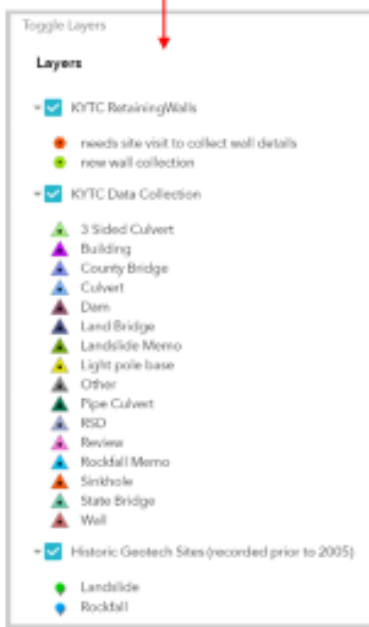 Toggle Layers
Layers
KYTC RetainingWalls
needs site visit to collect wall details
new wall collection
KYTC Data Collection
3 Sided Culvert
Building
County Bridge
Culvert
Dam
Land Bridge
Landslide Memo
Light pole base
Other
Pipe Culvert
RSD
Review
Rockfall Memo
Sinkhole
State Bridge
Wall
Historic Geotech Sites (recorded prior to 2005)
Landslide
Rockfall